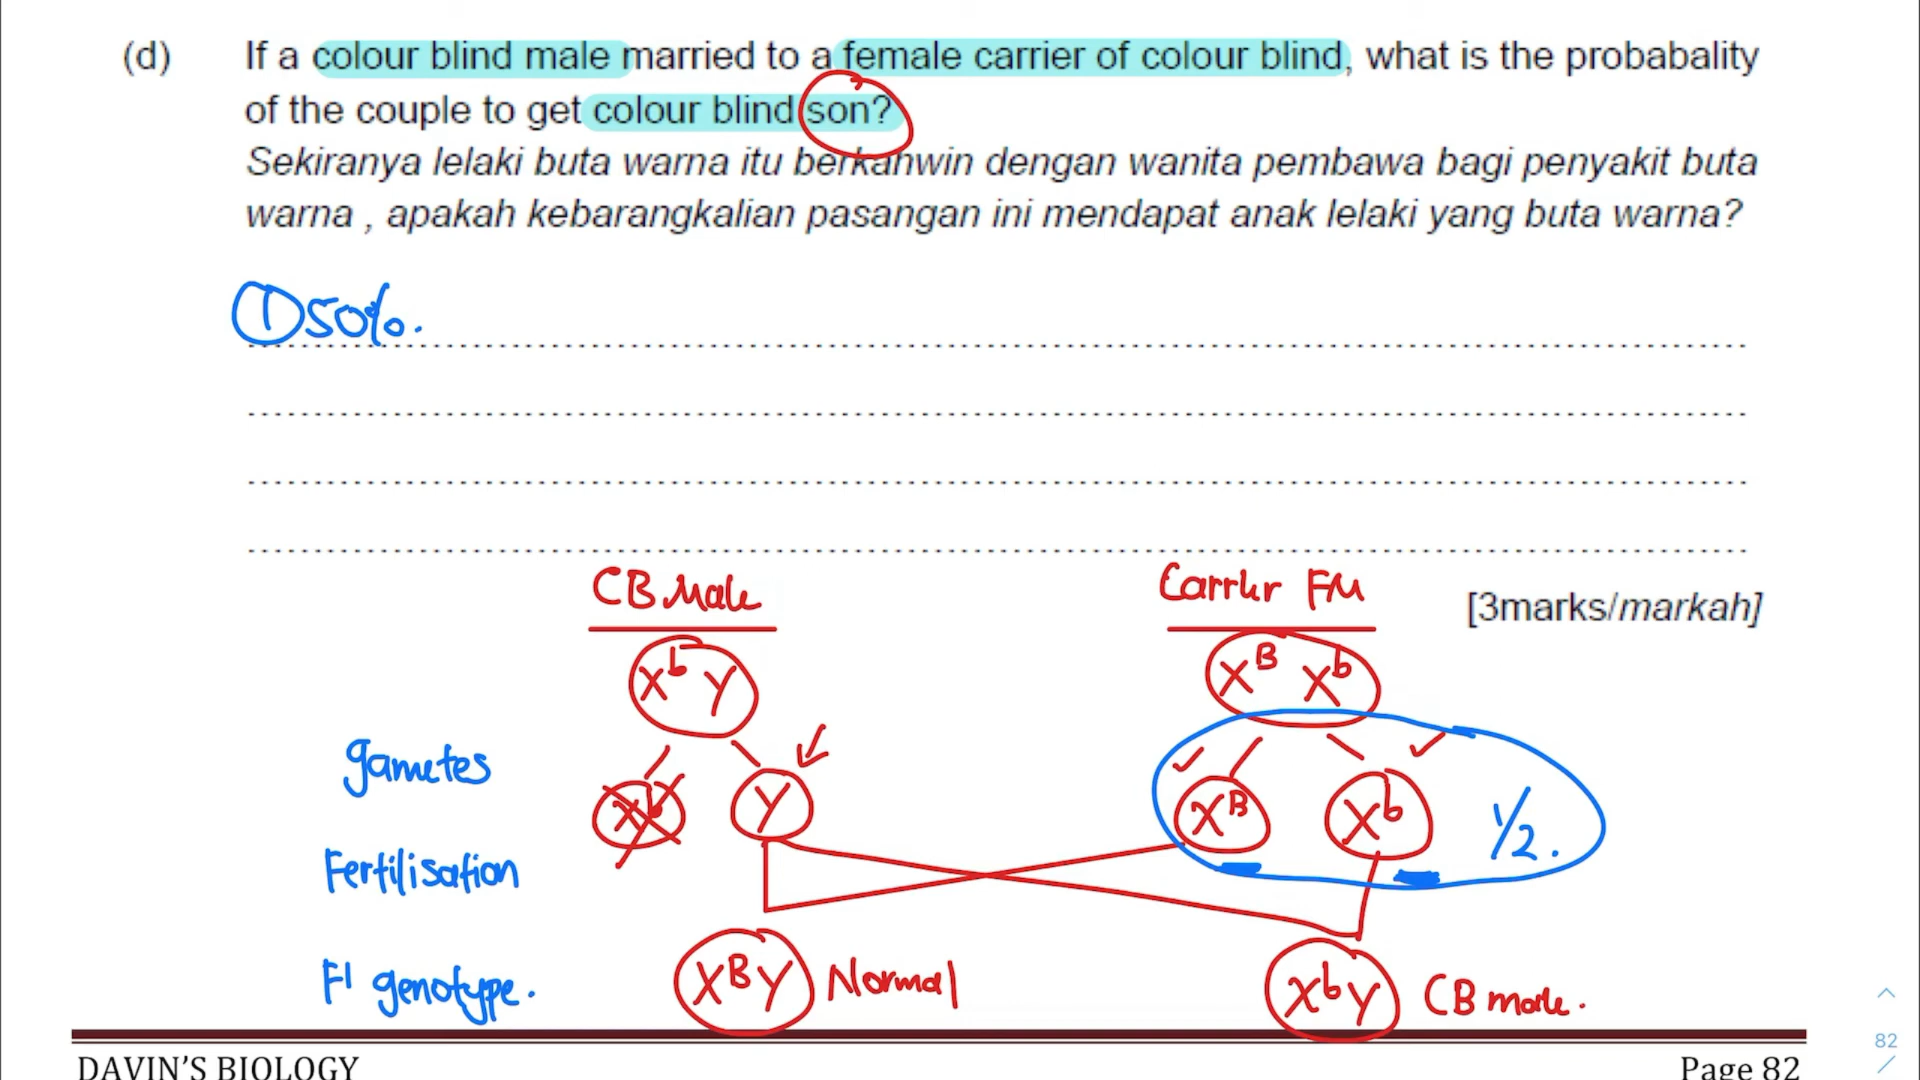 (d) If a colour blind male married to a female carrier of colour blind, what is the probabality
of the couple to get colour blind son?
Sekiranya lelaki buta warna itu berkahwin dengan wanita pembawa bagi penyakit buta
warna , apakah kebarangkalian pasangan ini mendapat anak lelaki yang buta warna?
① 50%.
[3marks/markah]
CB Male Carrier FM
X^b Y X^B X^b
gametes X^b Y X^B X^b 1/2.
Fertilisation
F1 genotype. X^B Y Normal X^b Y CB male.
DAVIN'S BIOLOGY Page 82
82